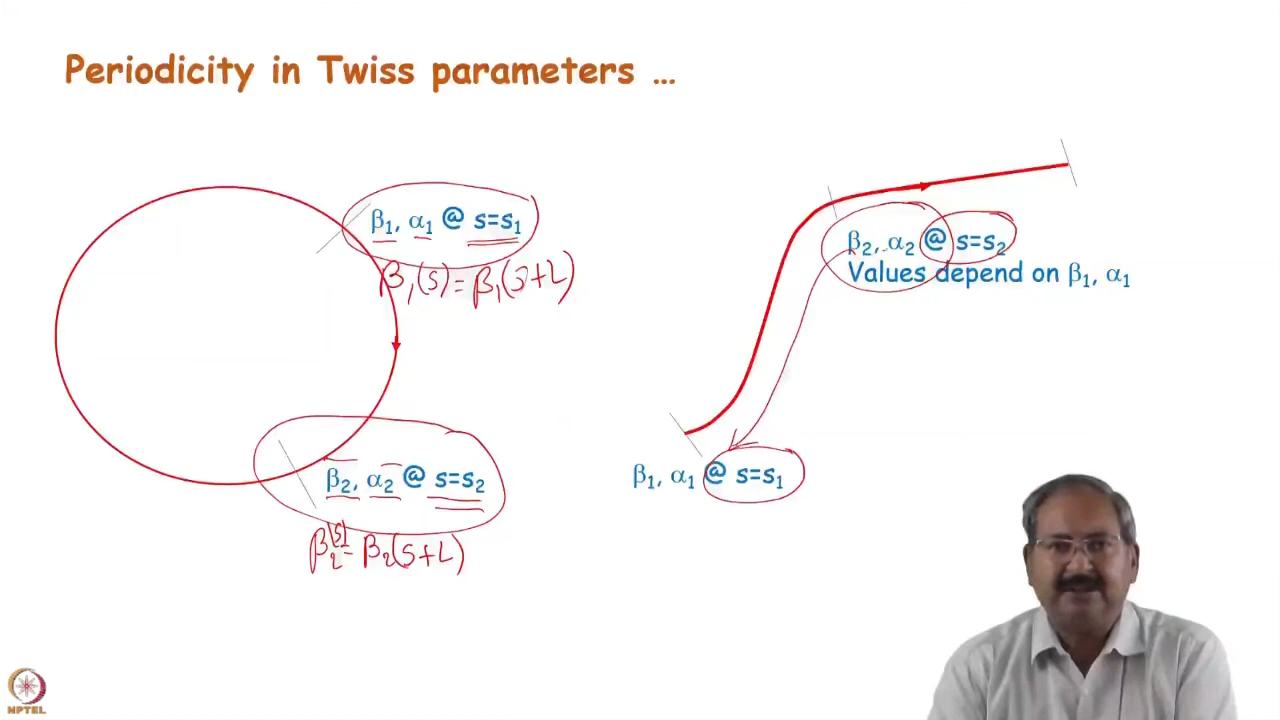 Periodicity in Twiss parameters ...
β₁, α₁ @ s=s₁
β₁(s) = β₁(s+L)
β₂, α₂ @ s=s₂
β₂(s) = β₂(s+L)
β₂, α₂ @ s=s₂
Values depend on β₁, α₁
β₁, α₁ @ s=s₁
NPTEL